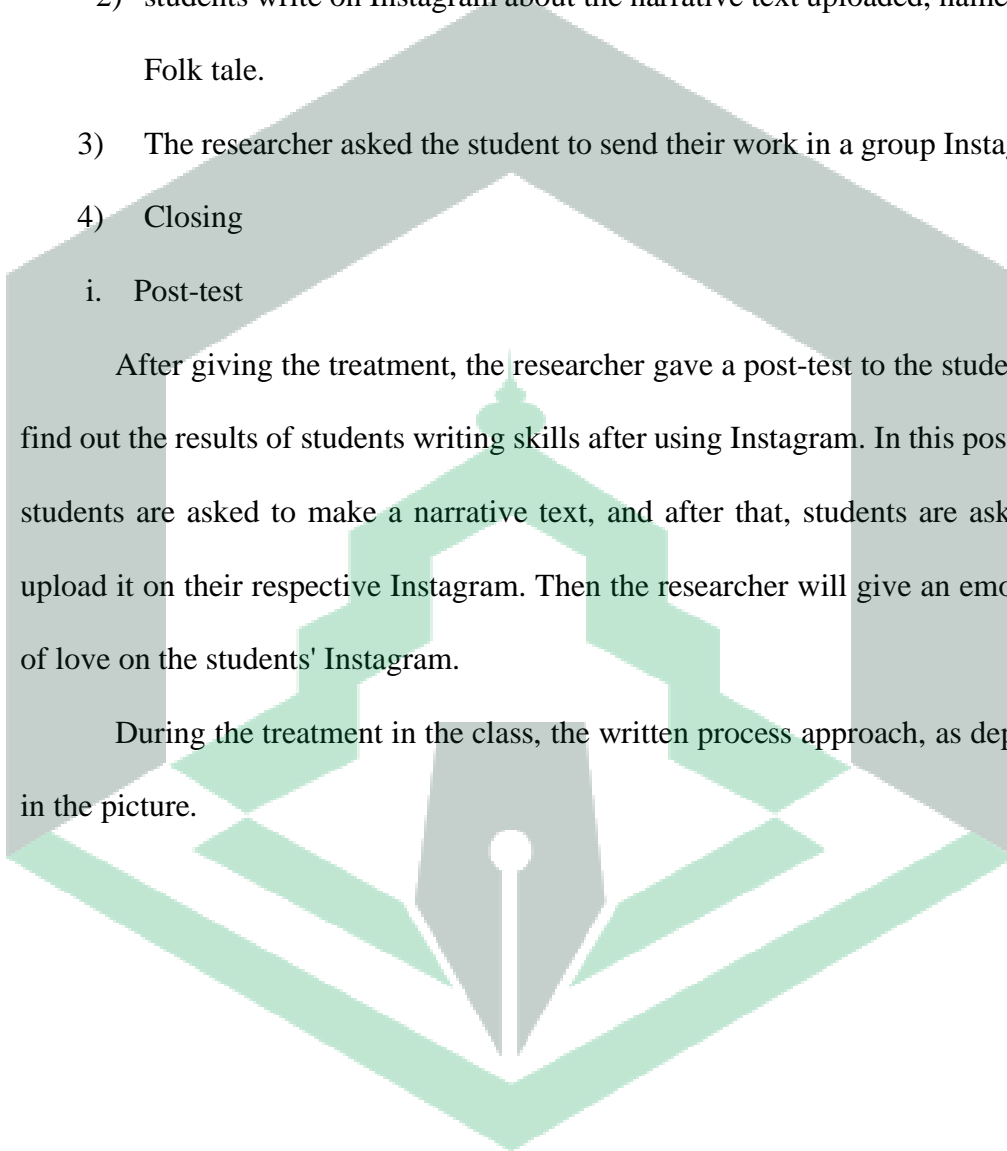 2) students write on Instagram about the narrative text uploaded, name
Folk tale.
3) The researcher asked the student to send their work in a group Insta
4) Closing
i. Post-test
After giving the treatment, the researcher gave a post-test to the stude
find out the results of students writing skills after using Instagram. In this pos
students are asked to make a narrative text, and after that, students are ask
upload it on their respective Instagram. Then the researcher will give an emo
of love on the students' Instagram.
During the treatment in the class, the written process approach, as dep
in the picture.